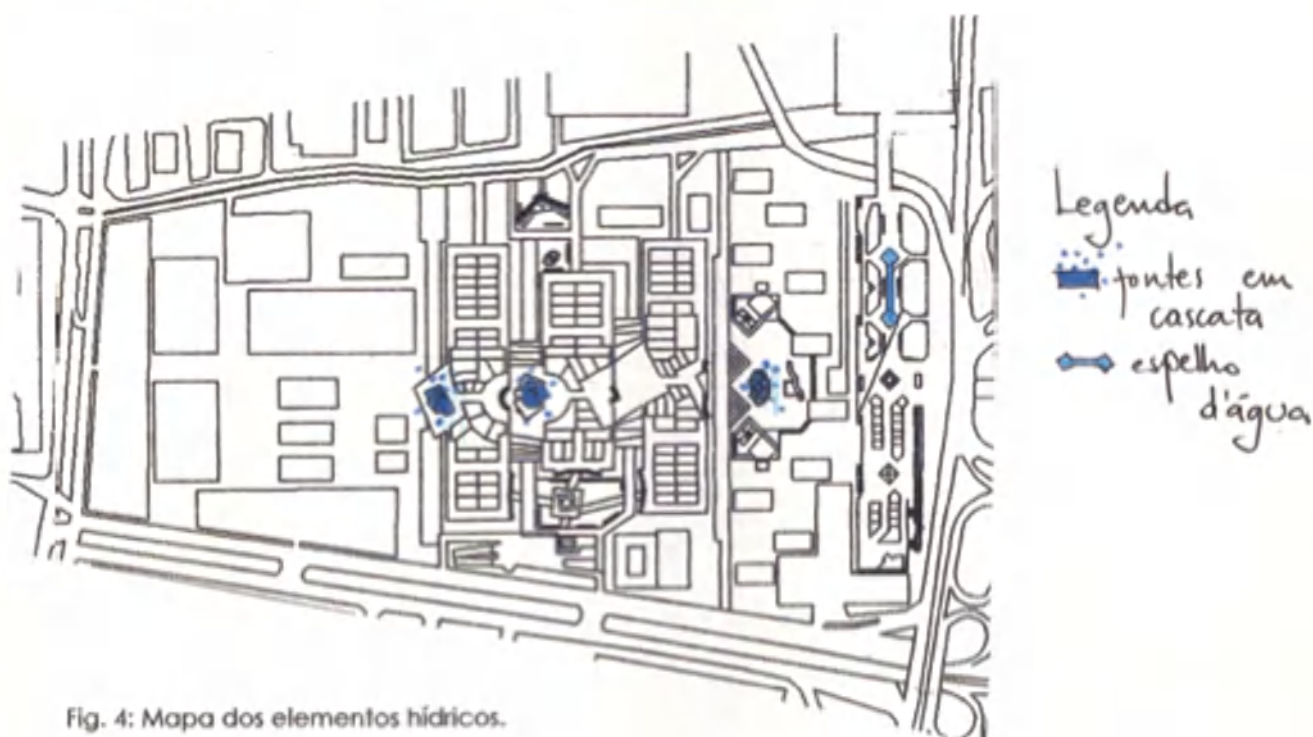 Legenda
fontes em
cascata
espelho
d'água
Fig. 4: Mapa dos elementos hídricos.